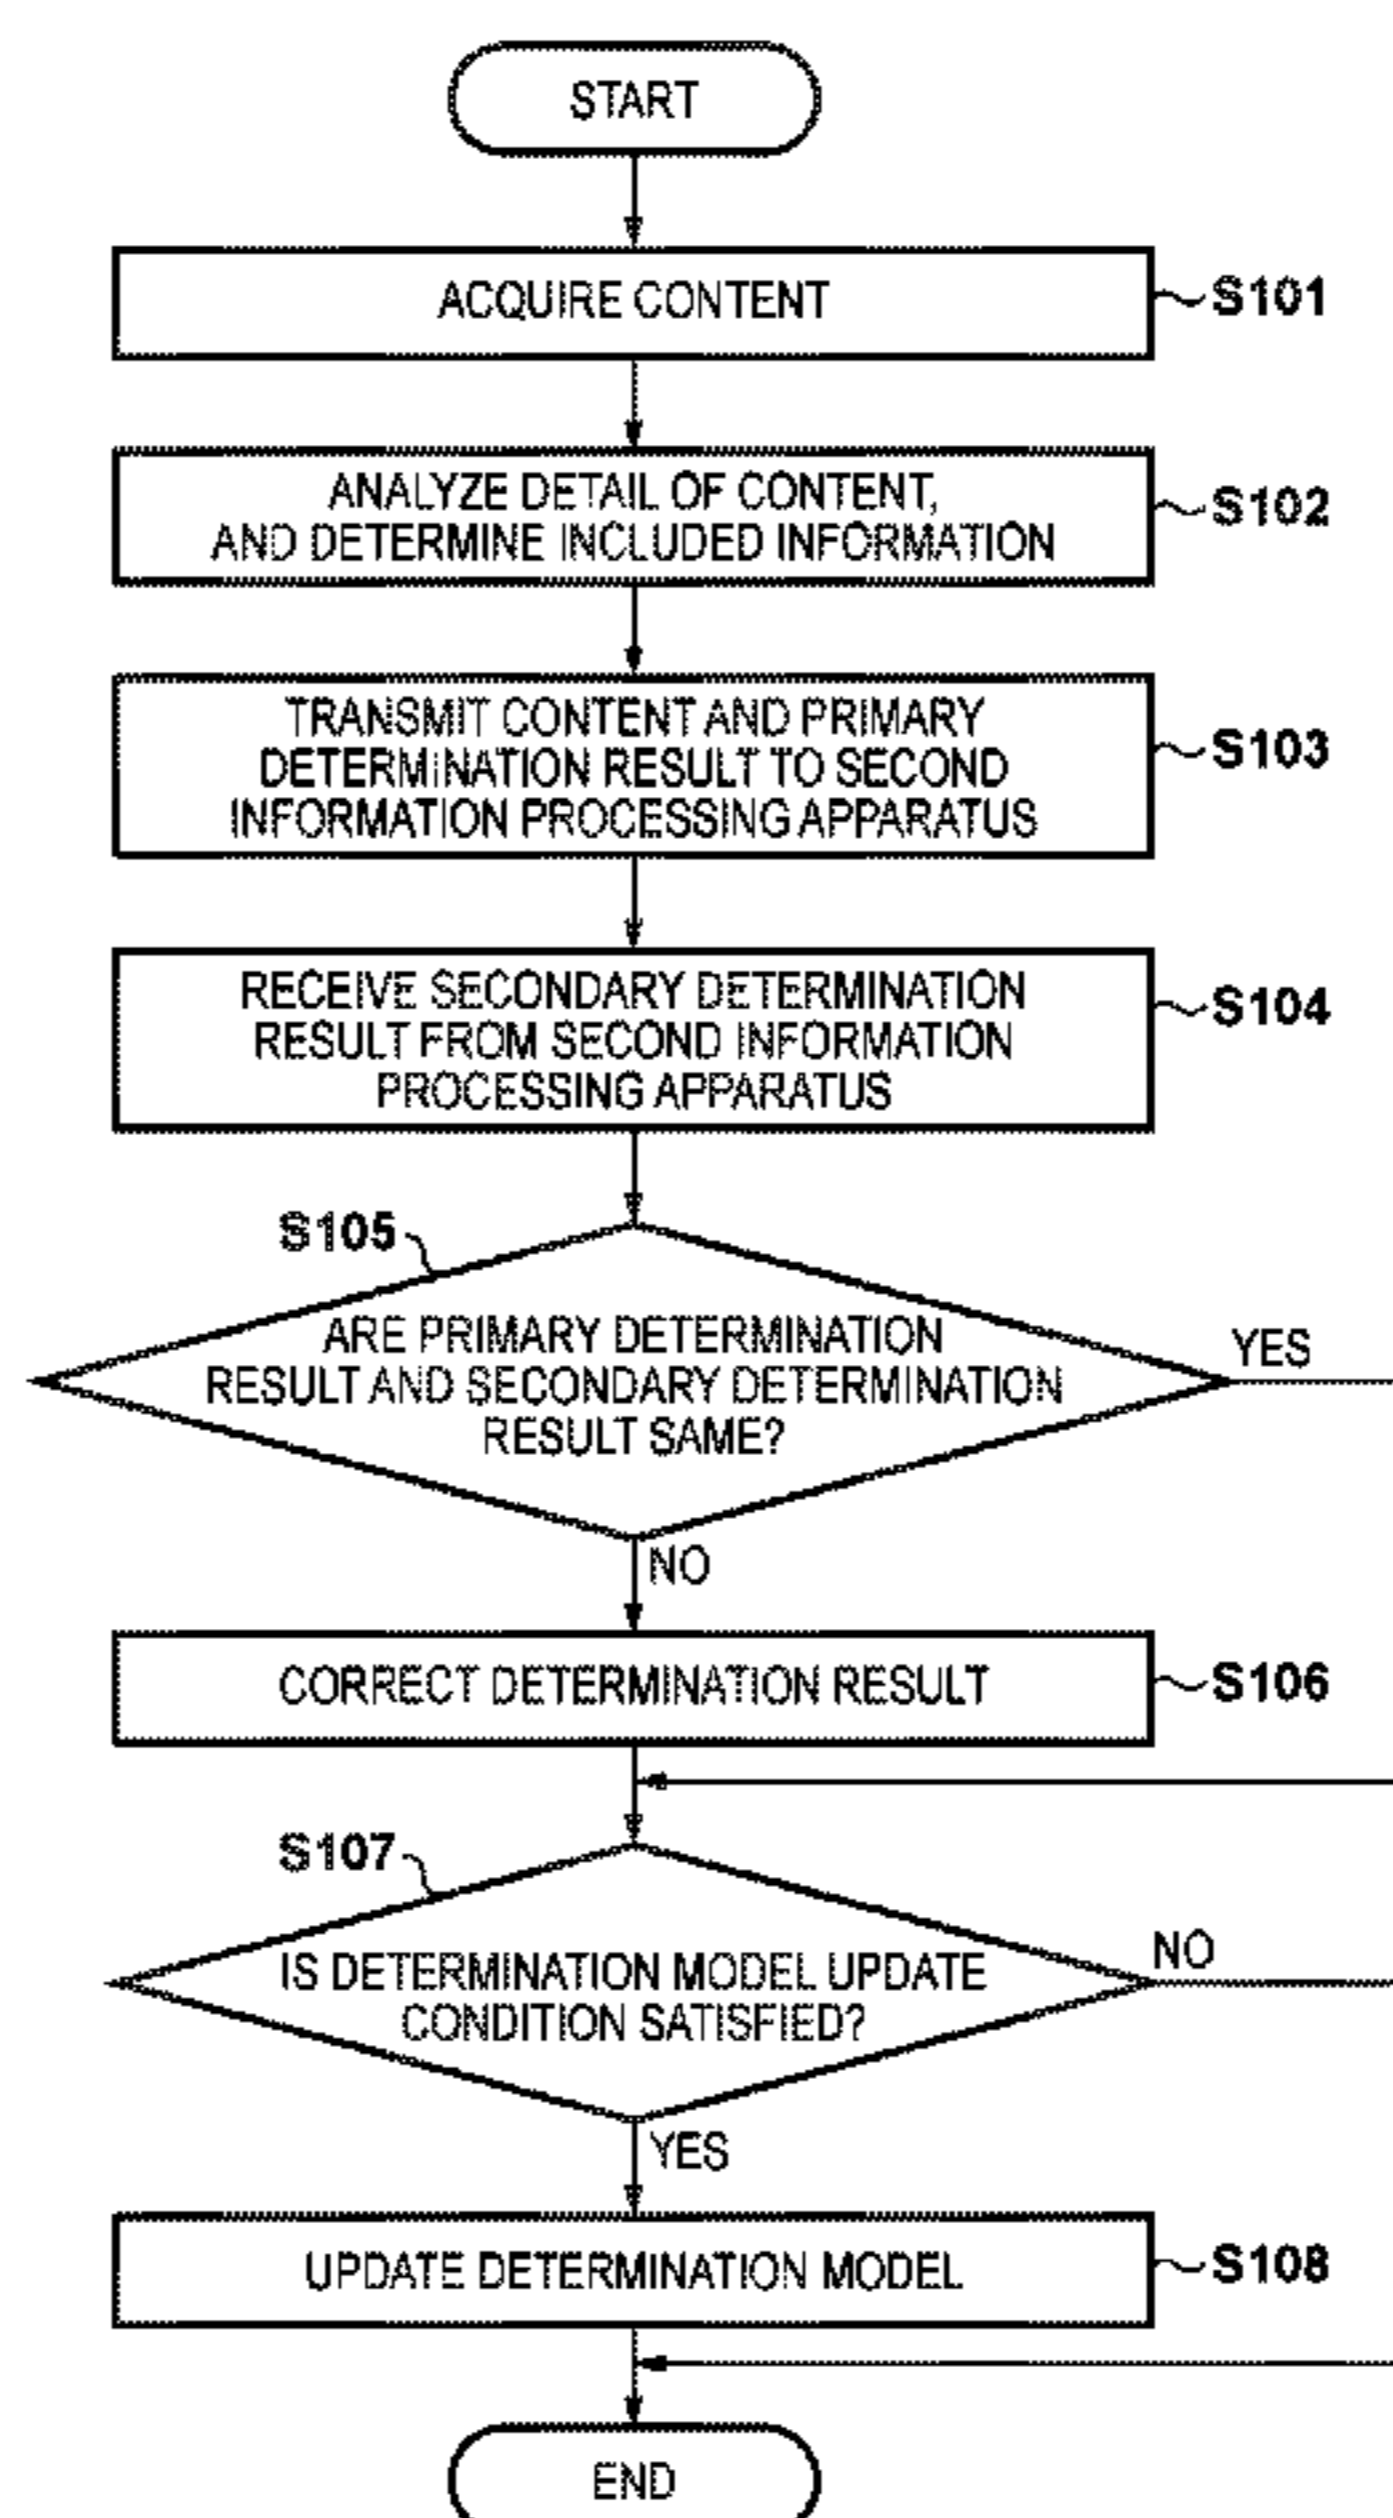 START
ACQUIRE CONTENT
S101
ANALYZE DETAIL OF CONTENT,
AND DETERMINE INCLUDED INFORMATION
S102
TRANSMIT CONTENT AND PRIMARY
DETERMINATION RESULT TO SECOND
INFORMATION PROCESSING APPARATUS
S103
RECEIVE SECONDARY DETERMINATION
RESULT FROM SECOND INFORMATION
PROCESSING APPARATUS
S104
S105
ARE PRIMARY DETERMINATION
RESULT AND SECONDARY DETERMINATION
RESULT SAME?
YES
NO
CORRECT DETERMINATION RESULT
S106
S107
IS DETERMINATION MODEL UPDATE
CONDITION SATISFIED?
NO
YES
UPDATE DETERMINATION MODEL
S108
END